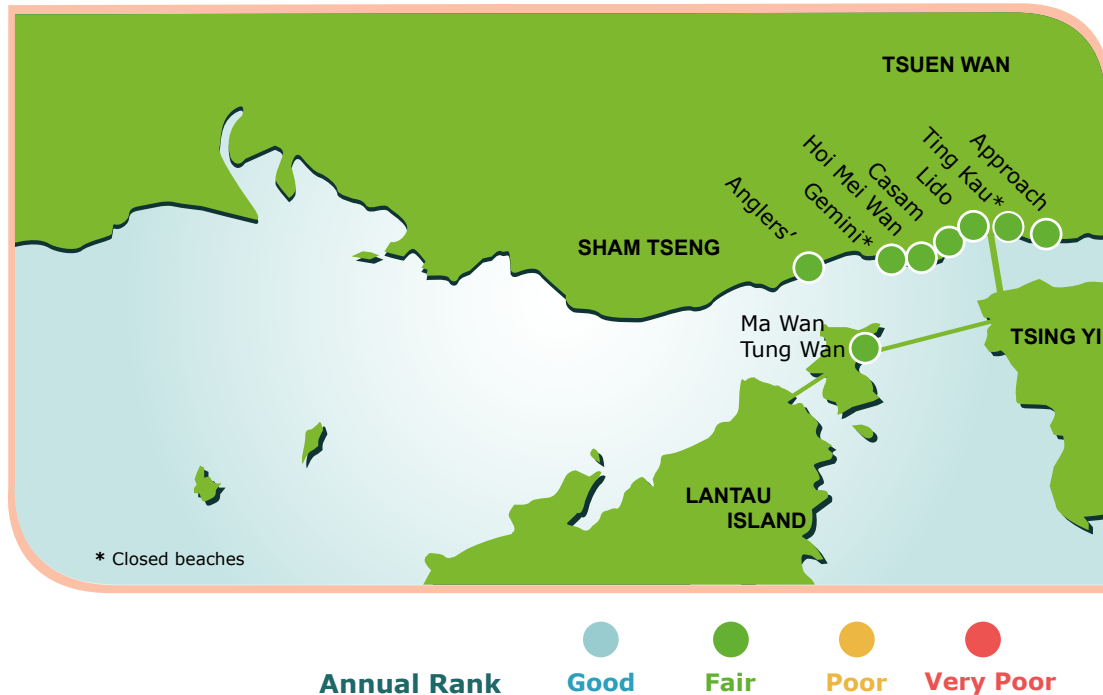 TSUEN WAN
Anglers’
Gemini*
Hoi Mei Wan
Casam
Lido
Ting Kau*
Approach
SHAM TSENG
Ma Wan
Tung Wan
TSING YI
LANTAU
ISLAND
* Closed beaches
Annual Rank
Good
Fair
Poor
Very Poor